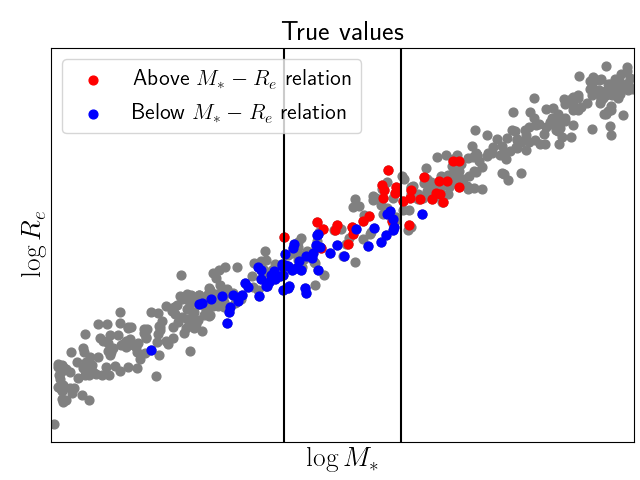 True values
Above $M_* - R_e$ relation
Below $M_* - R_e$ relation
$\log R_e$
$\log M_*$